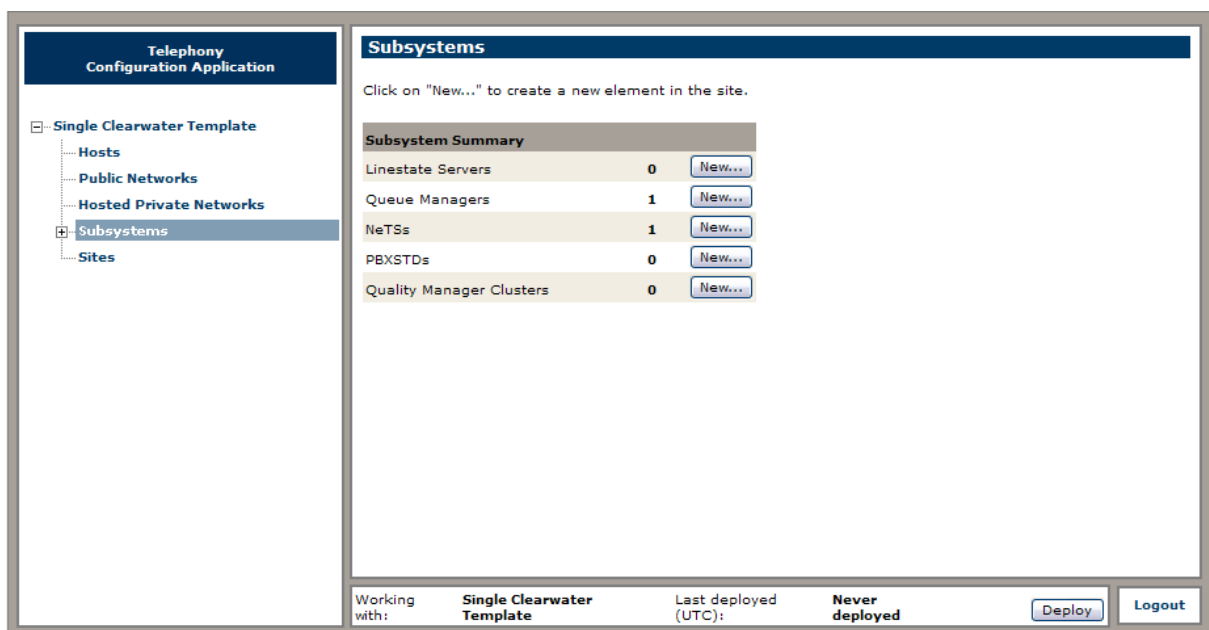 Telephony
Configuration Application
Single Clearwater Template
Hosts
Public Networks
Hosted Private Networks
Subsystems
Sites
Subsystems
Click on "New..." to create a new element in the site.
Subsystem Summary
Linestate Servers 0 New...
Queue Managers 1 New...
NeTSs 1 New...
PBXSTDs 0 New...
Quality Manager Clusters 0 New...
Working with: Single Clearwater Template Last deployed (UTC): Never deployed Deploy Logout